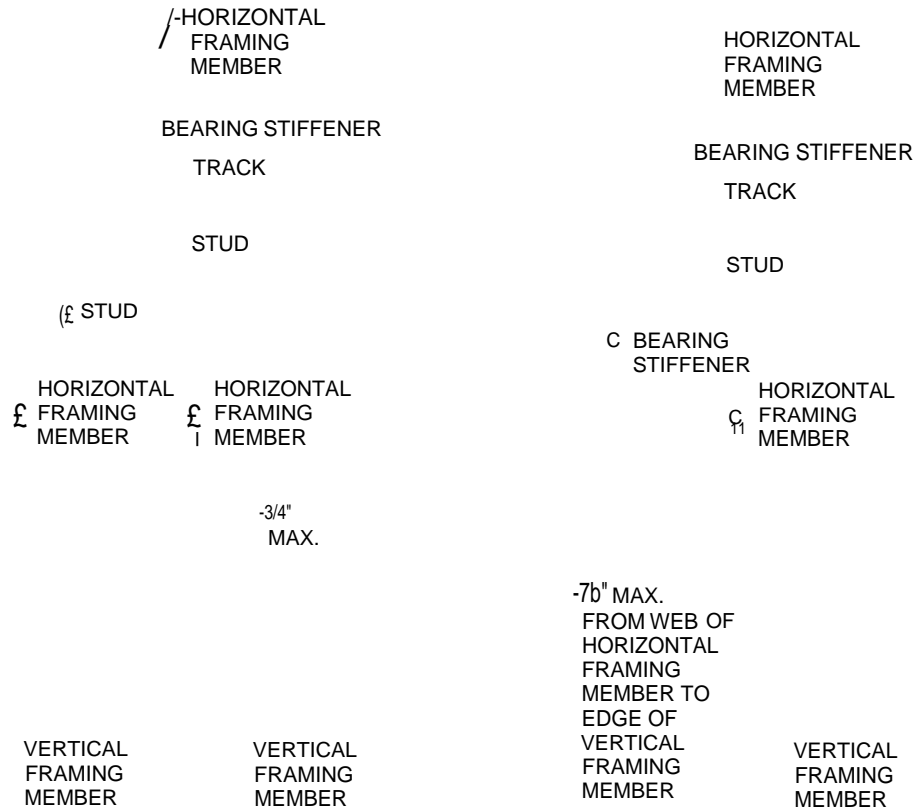 /-HORIZONTAL
/ FRAMING
MEMBER
BEARING STIFFENER
TRACK
STUD
(£ STUD
£ HORIZONTAL
FRAMING
MEMBER
£ HORIZONTAL
FRAMING
I MEMBER
-3/4"
MAX.
VERTICAL
FRAMING
MEMBER
VERTICAL
FRAMING
MEMBER
HORIZONTAL
FRAMING
MEMBER
BEARING STIFFENER
TRACK
STUD
C BEARING
STIFFENER
HORIZONTAL
C FRAMING
11 MEMBER
-7b" MAX.
FROM WEB OF
HORIZONTAL
FRAMING
MEMBER TO
EDGE OF
VERTICAL
FRAMING
MEMBER
VERTICAL
FRAMING
MEMBER